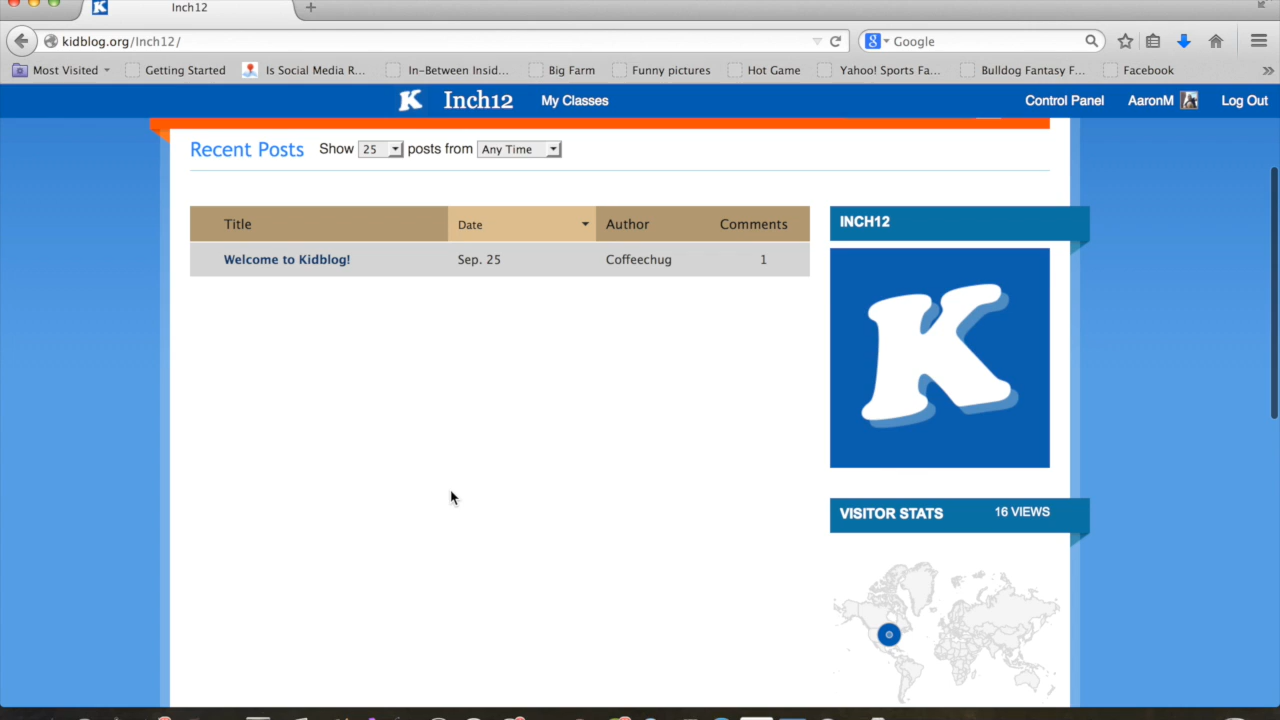 Inch12
kidblog.org/Inch12/
Google
Most Visited
Getting Started
Is Social Media R...
In-Between Insid...
Big Farm
Funny pictures
Hot Game
Yahoo! Sports Fa...
Bulldog Fantasy F...
Facebook
K Inch12 My Classes Control Panel AaronM Log Out
Recent Posts Show 25 posts from Any Time
Title Date Author Comments
Welcome to Kidblog! Sep. 25 Coffeechug 1
INCH12
K
VISITOR STATS 16 VIEWS